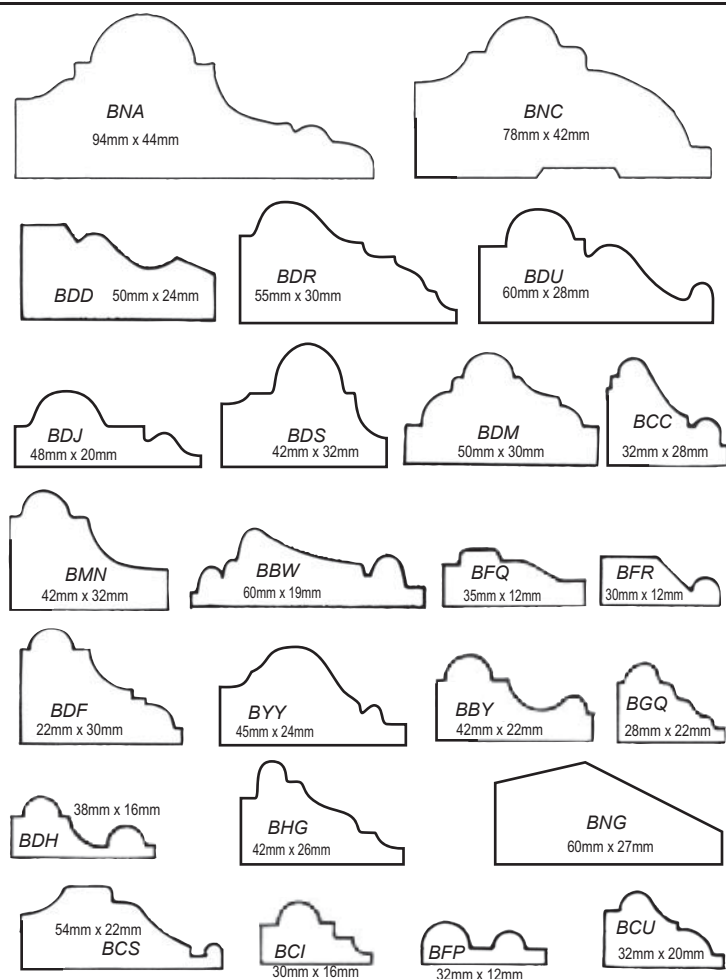 BNA
94mm x 44mm
BNC
78mm x 42mm
BDD 50mm x 24mm
BDR
55mm x 30mm
BDU
60mm x 28mm
BDJ
48mm x 20mm
BDS
42mm x 32mm
BDM
50mm x 30mm
BCC
32mm x 28mm
BMN
42mm x 32mm
BBW
60mm x 19mm
BFQ
35mm x 12mm
BFR
30mm x 12mm
BDF
22mm x 30mm
BYY
45mm x 24mm
BBY
42mm x 22mm
BGQ
28mm x 22mm
38mm x 16mm
BDH
BHG
42mm x 26mm
BNG
60mm x 27mm
54mm x 22mm
BCS
BCI
30mm x 16mm
BFP
32mm x 12mm
BCU
32mm x 20mm